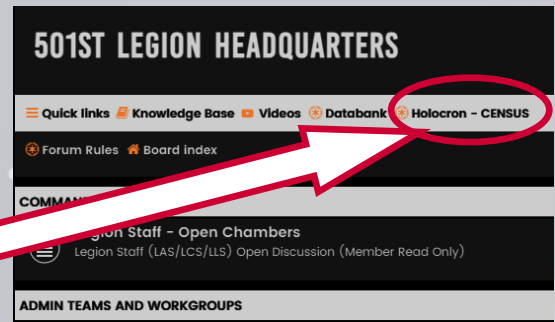 501ST LEGION HEADQUARTERS
Quick links Knowledge Base Videos Databank Holocron - CENSUS
Forum Rules Board index
Staff - Open Chambers
Legion Staff (LAS/LCS/LLS) Open Discussion (Member Read Only)
ADMIN TEAMS AND WORKGROUPS